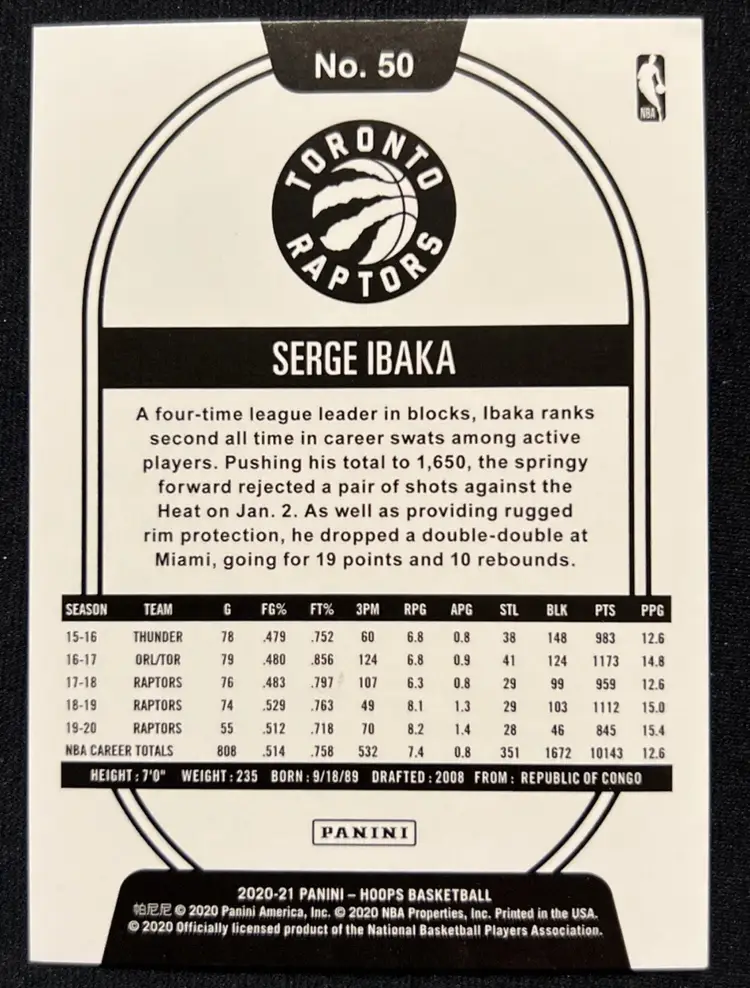 No. 50
NBA
TORONTO
RAPTORS
SERGE IBAKA
A four-time league leader in blocks, Ibaka ranks
second all time in career swats among active
players. Pushing his total to 1,650, the springy
forward rejected a pair of shots against the
Heat on Jan. 2. As well as providing rugged
rim protection, he dropped a double-double at
Miami, going for 19 points and 10 rebounds.
SEASON TEAM G FG% FT% 3PM RPG APG STL BLK PTS PPG
15-16 THUNDER 78 .479 .752 60 6.8 0.8 38 148 983 12.6
16-17 ORL/TOR 79 .480 .856 124 6.8 0.9 41 124 1173 14.8
17-18 RAPTORS 76 .483 .797 107 6.3 0.8 29 99 959 12.6
18-19 RAPTORS 74 .529 .763 49 8.1 1.3 29 103 1112 15.0
19-20 RAPTORS 55 .512 .718 70 8.2 1.4 28 46 845 15.4
NBA CAREER TOTALS 808 .514 .758 532 7.4 0.8 351 1672 10143 12.6
HEIGHT: 7'0" WEIGHT: 235 BORN: 9/18/89 DRAFTED: 2008 FROM: REPUBLIC OF CONGO
PANINI
2020-21 PANINI – HOOPS BASKETBALL
帕尼尼 © 2020 Panini America, Inc. © 2020 NBA Properties, Inc. Printed in the USA.
© 2020 Officially licensed product of the National Basketball Players Association.